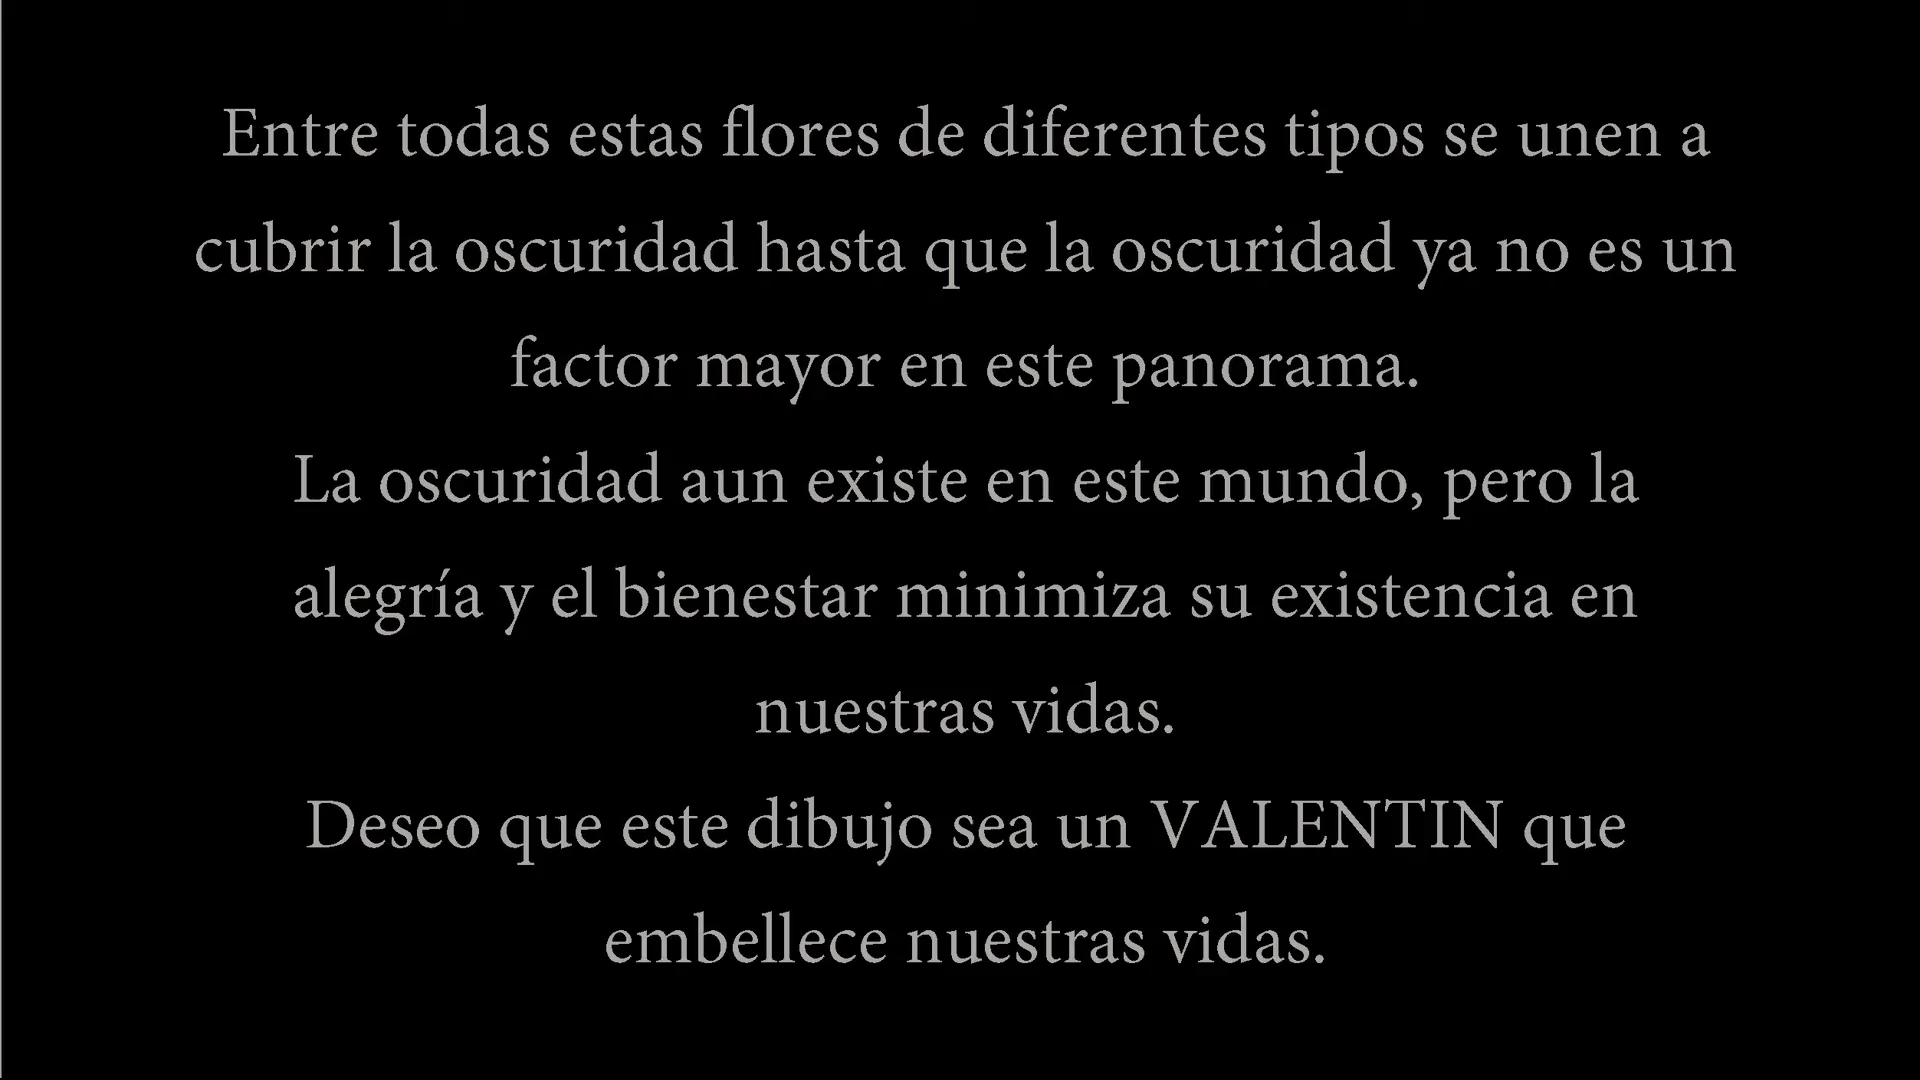 Entre todas estas flores de diferentes tipos se unen a
cubrir la oscuridad hasta que la oscuridad ya no es un
factor mayor en este panorama.
La oscuridad aun existe en este mundo, pero la
alegría y el bienestar minimiza su existencia en
nuestras vidas.
Deseo que este dibujo sea un VALENTIN que
embellece nuestras vidas.